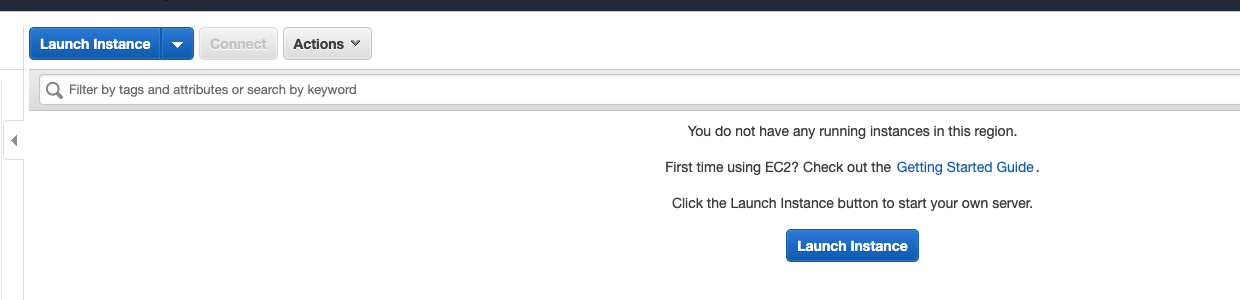 Launch Instance Connect Actions
Filter by tags and attributes or search by keyword
You do not have any running instances in this region.
First time using EC2? Check out the Getting Started Guide.
Click the Launch Instance button to start your own server.
Launch Instance